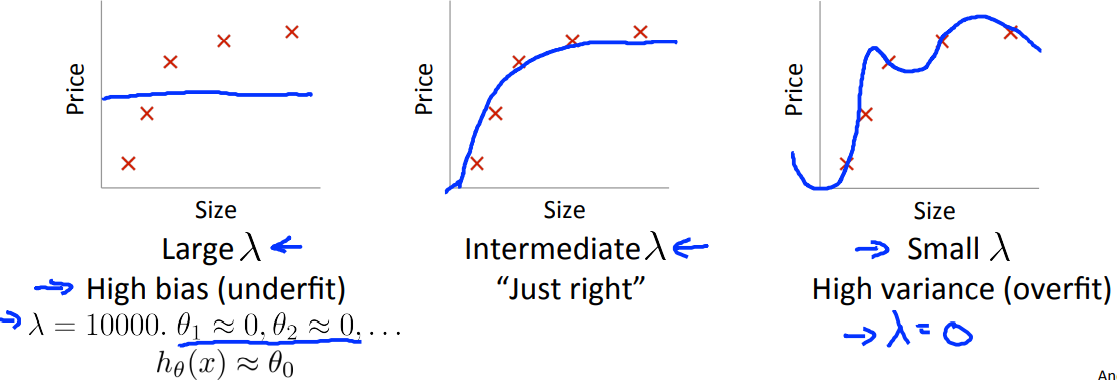 Price
Size
Large λ
High bias (underfit)
λ = 10000. θ₁ ≈ 0, θ₂ ≈ 0, . . . .
h_θ(x) ≈ θ₀
Price
Size
Intermediate λ
“Just right”
Price
Size
Small λ
High variance (overfit)
λ = 0